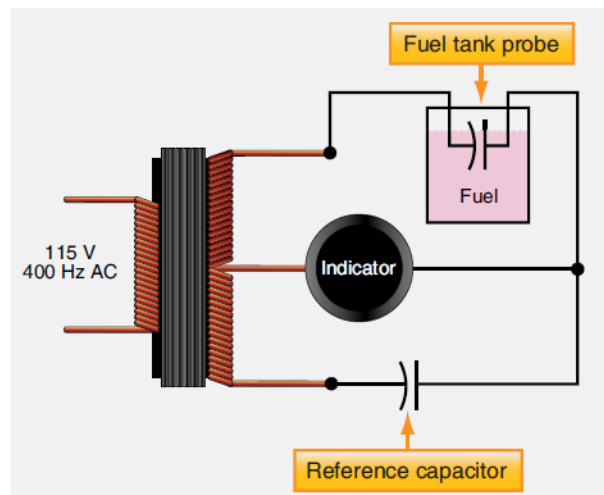 Fuel tank probe
Fuel
115 V
400 Hz AC
Indicator
Reference capacitor